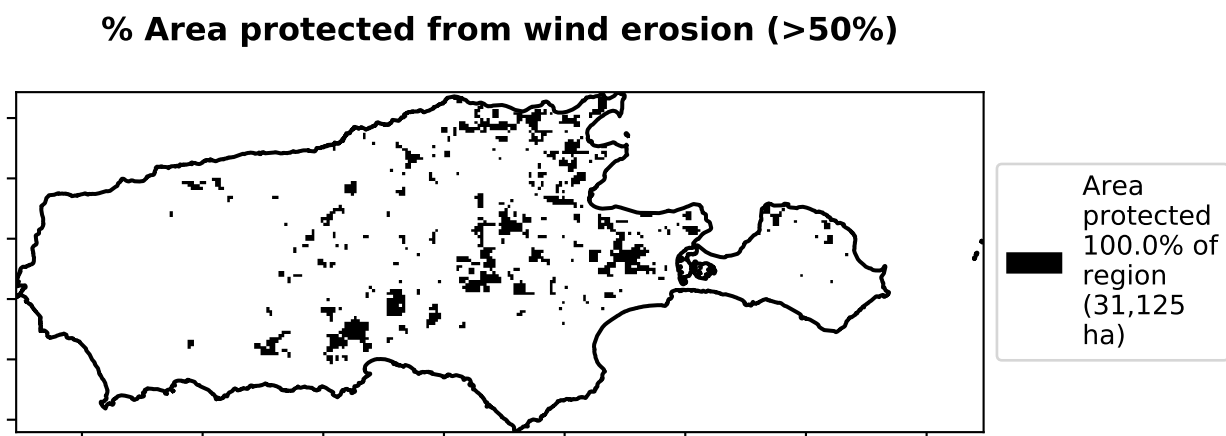 % Area protected from wind erosion (>50%)
Area
protected
100.0% of
region
(31,125
ha)